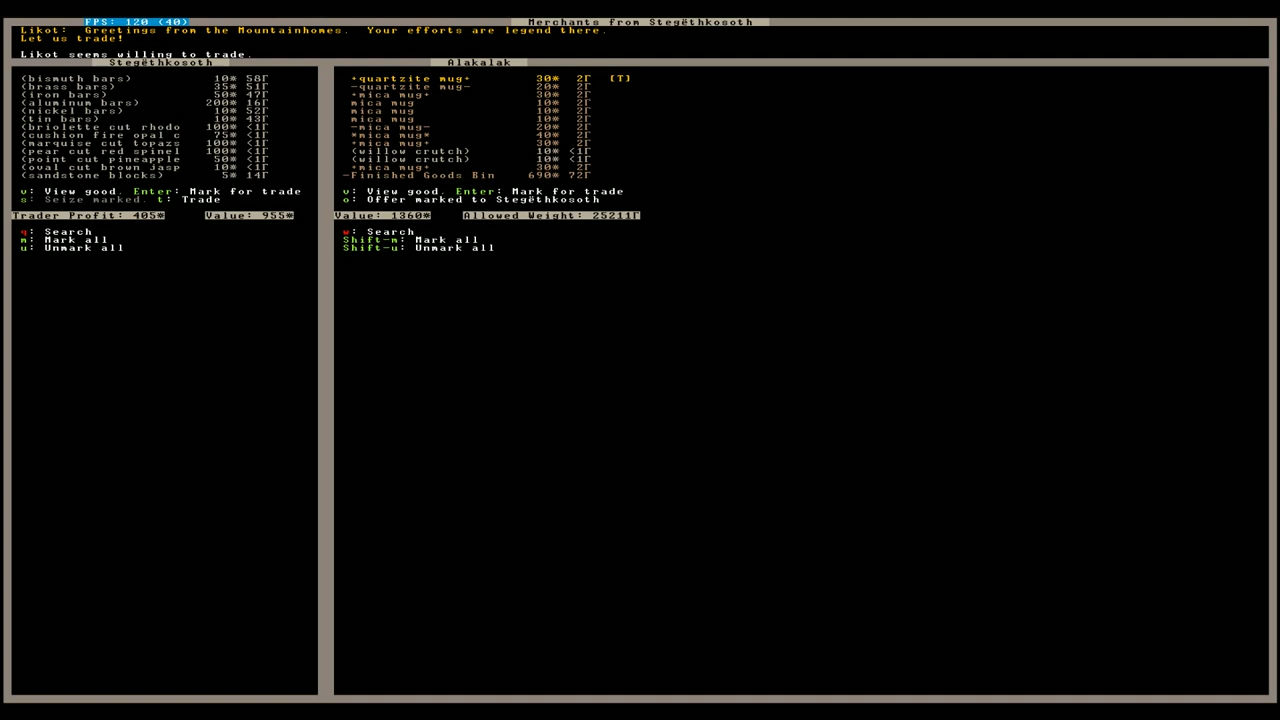 FPS: 120 (40)
Merchants from Stegëthkosoth
Likot: Greetings from the Mountainhomes. Your efforts are legend there.
Let us trade!
Likot seems willing to trade.
Stegëthkosoth
Alakalak
(bismuth bars) 10☼ 58Γ
(brass bars) 35☼ 51Γ
(iron bars) 50☼ 47Γ
(aluminum bars) 200☼ 16Γ
(nickel bars) 10☼ 52Γ
(tin bars) 10☼ 43Γ
(briolette cut rhodo 100☼ <1Γ
(cushion fire opal c 75☼ <1Γ
(marquise cut topazs 100☼ <1Γ
(pear cut red spinel 100☼ <1Γ
(point cut pineapple 50☼ <1Γ
(oval cut brown jasp 10☼ <1Γ
(sandstone blocks) 5☼ 14Γ
v: View good. Enter: Mark for trade
s: Seize marked. t: Trade
Trader Profit: 405☼ Value: 955☼
q: Search
m: Mark all
u: Unmark all
+quartzite mug+ 30☼ 2Γ [T]
-quartzite mug- 20☼ 2Γ
+mica mug+ 30☼ 2Γ
mica mug 10☼ 2Γ
mica mug 10☼ 2Γ
mica mug 10☼ 2Γ
-mica mug- 20☼ 2Γ
*mica mug* 40☼ 2Γ
+mica mug+ 30☼ 2Γ
(willow crutch) 10☼ <1Γ
(willow crutch) 10☼ <1Γ
+mica mug+ 30☼ 2Γ
-Finished Goods Bin 690☼ 72Γ
v: View good. Enter: Mark for trade
o: Offer marked to Stegëthkosoth
Value: 1360☼ Allowed Weight: 25211Γ
w: Search
Shift-m: Mark all
Shift-u: Unmark all